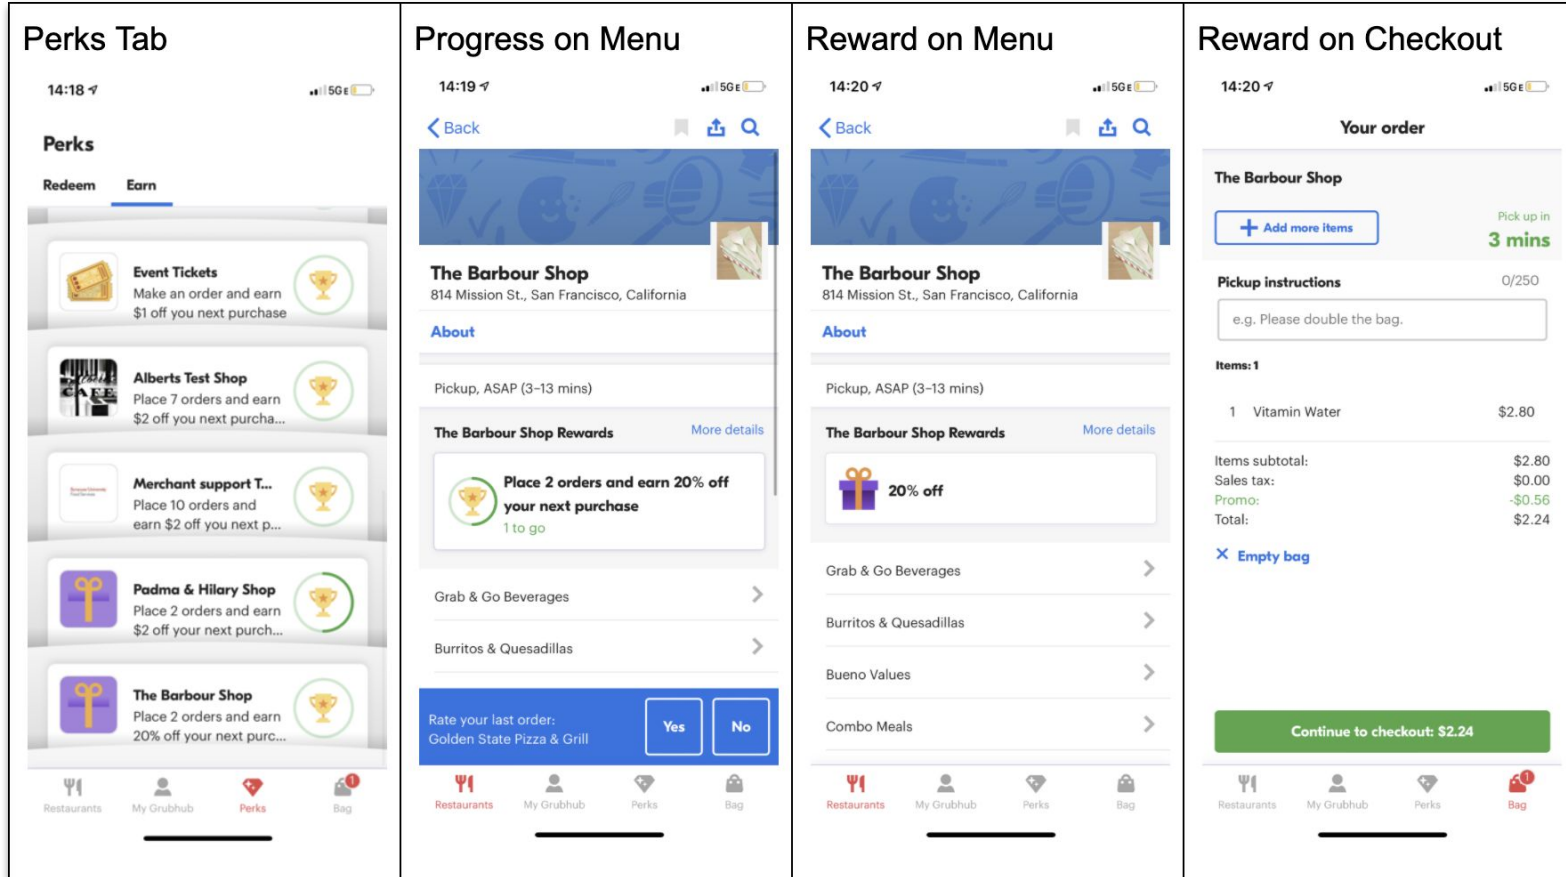 Perks Tab
14:18
5G E
Perks
Redeem Earn
Event Tickets
Make an order and earn
$1 off you next purchase
CAFE
Alberts Test Shop
Place 7 orders and earn
$2 off you next purcha...
Merchant support T...
Place 10 orders and
earn $2 off you next p...
Padma & Hilary Shop
Place 2 orders and earn
$2 off your next purch...
The Barbour Shop
Place 2 orders and earn
20% off your next purc...
1
Restaurants My Grubhub Perks Bag
Progress on Menu
14:19
5G E
Back
The Barbour Shop
814 Mission St., San Francisco, California
About
Pickup, ASAP (3-13 mins)
The Barbour Shop Rewards More details
Place 2 orders and earn 20% off
your next purchase
1 to go
Grab & Go Beverages
Burritos & Quesadillas
Rate your last order:
Golden State Pizza & Grill
Yes No
Restaurants My Grubhub Perks Bag
Reward on Menu
14:20
5G E
Back
The Barbour Shop
814 Mission St., San Francisco, California
About
Pickup, ASAP (3-13 mins)
The Barbour Shop Rewards More details
20% off
Grab & Go Beverages
Burritos & Quesadillas
Bueno Values
Combo Meals
Restaurants My Grubhub Perks Bag
Reward on Checkout
14:20
5G E
Your order
The Barbour Shop
+ Add more items
Pick up in
3 mins
Pickup instructions 0/250
e.g. Please double the bag.
Items: 1
1 Vitamin Water $2.80
Items subtotal: $2.80
Sales tax: $0.00
Promo: -$0.56
Total: $2.24
Empty bag
Continue to checkout: $2.24
1
Restaurants My Grubhub Perks Bag